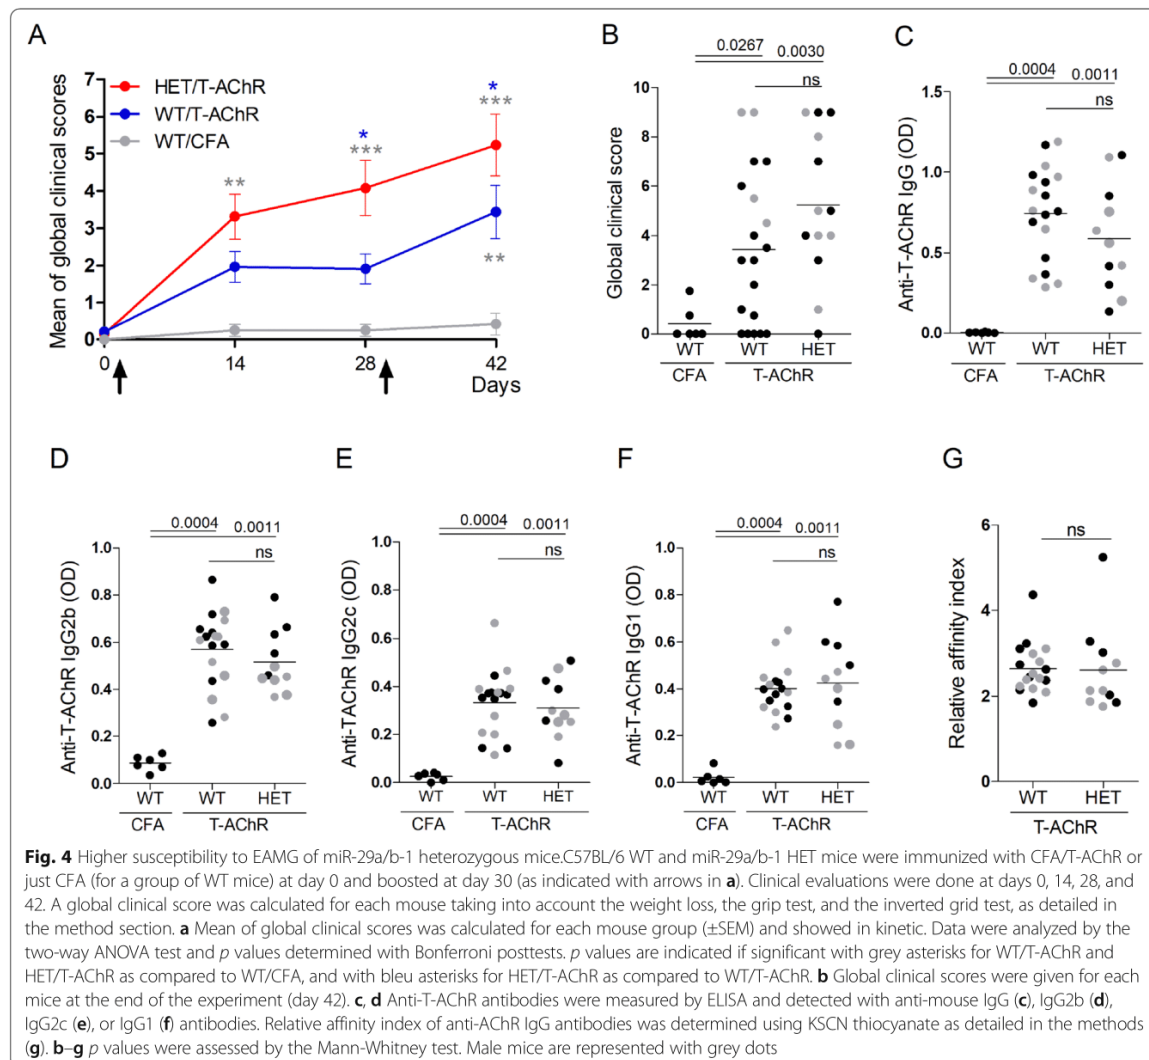 A
Mean of global clinical scores
7
6
5
4
3
2
1
0
HET/T-AChR
WT/T-AChR
WT/CFA
**
*
***
*
***
**
0
14
28
42
Days
B
0.0267
0.0030
ns
Global clinical score
10
8
6
4
2
0
WT
WT
HET
CFA
T-AChR
C
0.0004
0.0011
ns
Anti-T-AChR IgG (OD)
1.5
1.0
0.5
0.0
WT
WT
HET
CFA
T-AChR
D
0.0004
0.0011
ns
Anti-T-AChR IgG2b (OD)
1.0
0.8
0.6
0.4
0.2
0.0
WT
WT
HET
CFA
T-AChR
E
0.0004
0.0011
ns
Anti-TAChR IgG2c (OD)
1.0
0.8
0.6
0.4
0.2
0.0
WT
WT
HET
CFA
T-AChR
F
0.0004
0.0011
ns
Anti-T-AChR IgG1 (OD)
1.0
0.8
0.6
0.4
0.2
0.0
WT
WT
HET
CFA
T-AChR
G
ns
Relative affinity index
6
4
2
0
WT
HET
T-AChR
Fig. 4 Higher susceptibility to EAMG of miR-29a/b-1 heterozygous mice.C57BL/6 WT and miR-29a/b-1 HET mice were immunized with CFA/T-AChR or
just CFA (for a group of WT mice) at day 0 and boosted at day 30 (as indicated with arrows in a). Clinical evaluations were done at days 0, 14, 28, and
42. A global clinical score was calculated for each mouse taking into account the weight loss, the grip test, and the inverted grid test, as detailed in
the method section. a Mean of global clinical scores was calculated for each mouse group (±SEM) and showed in kinetic. Data were analyzed by the
two-way ANOVA test and p values determined with Bonferroni posttests. p values are indicated if significant with grey asterisks for WT/T-AChR and
HET/T-AChR as compared to WT/CFA, and with bleu asterisks for HET/T-AChR as compared to WT/T-AChR. b Global clinical scores were given for each
mice at the end of the experiment (day 42). c, d Anti-T-AChR antibodies were measured by ELISA and detected with anti-mouse IgG (c), IgG2b (d),
IgG2c (e), or IgG1 (f) antibodies. Relative affinity index of anti-AChR IgG antibodies was determined using KSCN thiocyanate as detailed in the methods
(g). b–g p values were assessed by the Mann-Whitney test. Male mice are represented with grey dots